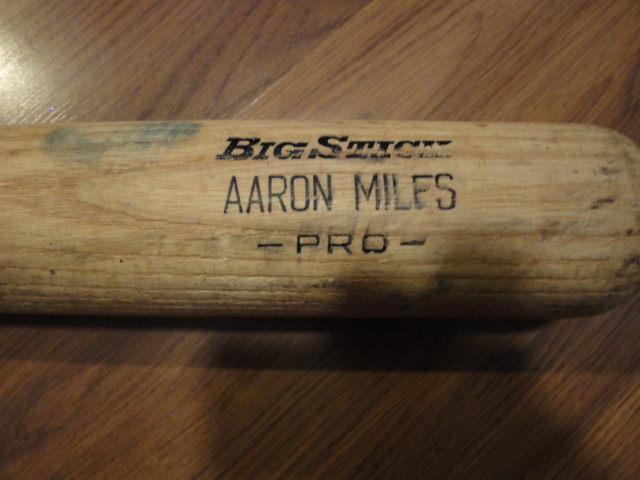 BIG STICK
AARON MILES
-PRO-